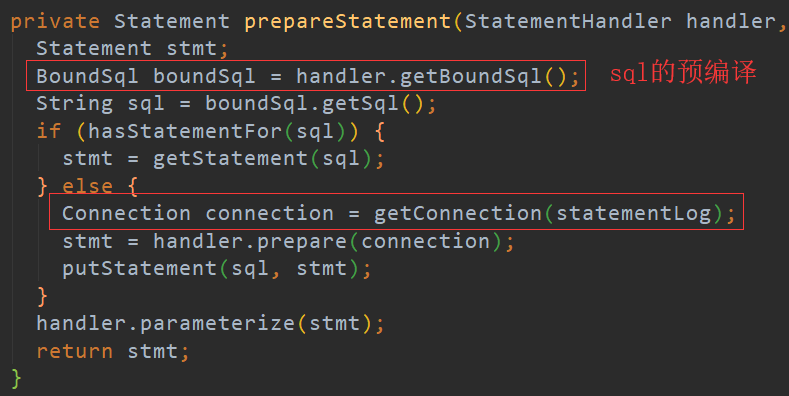 private Statement prepareStatement(StatementHandler handler,
Statement stmt;
BoundSql boundSql = handler.getBoundSql(); sql的预编译
String sql = boundSql.getSql();
if (hasStatementFor(sql)) {
stmt = getStatement(sql);
} else {
Connection connection = getConnection(statementLog);
stmt = handler.prepare(connection);
putStatement(sql, stmt);
}
handler.parameterize(stmt);
return stmt;
}